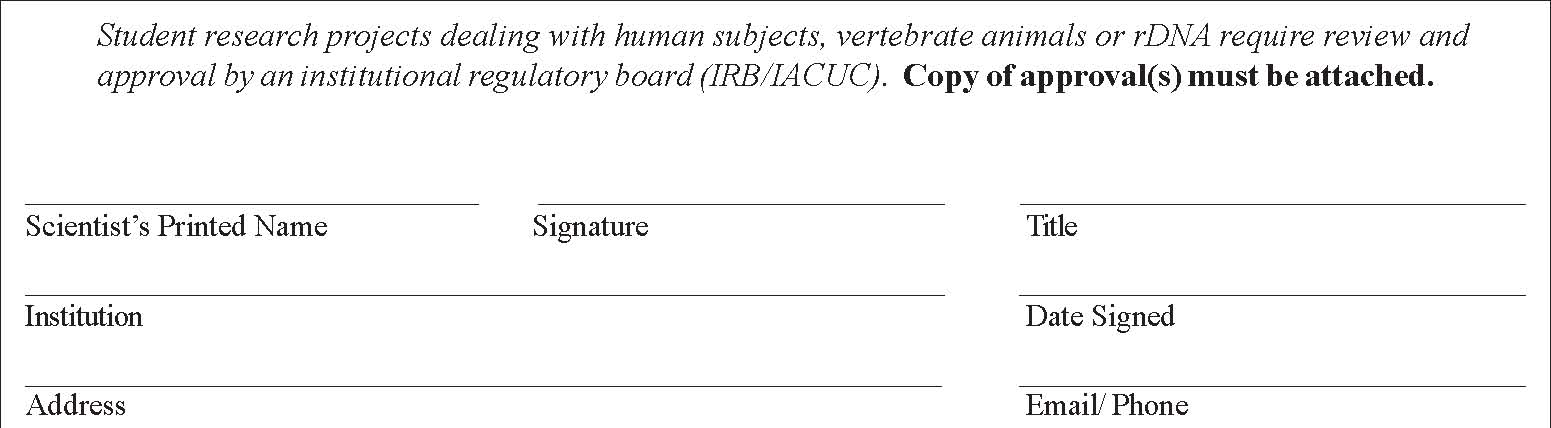 Student research projects dealing with human subjects, vertebrate animals or rDNA require review and
approval by an institutional regulatory board (IRB/IACUC).  Copy of approval(s) must be attached.
Scientist’s Printed Name Signature Title
Institution Date Signed
Address Email/ Phone